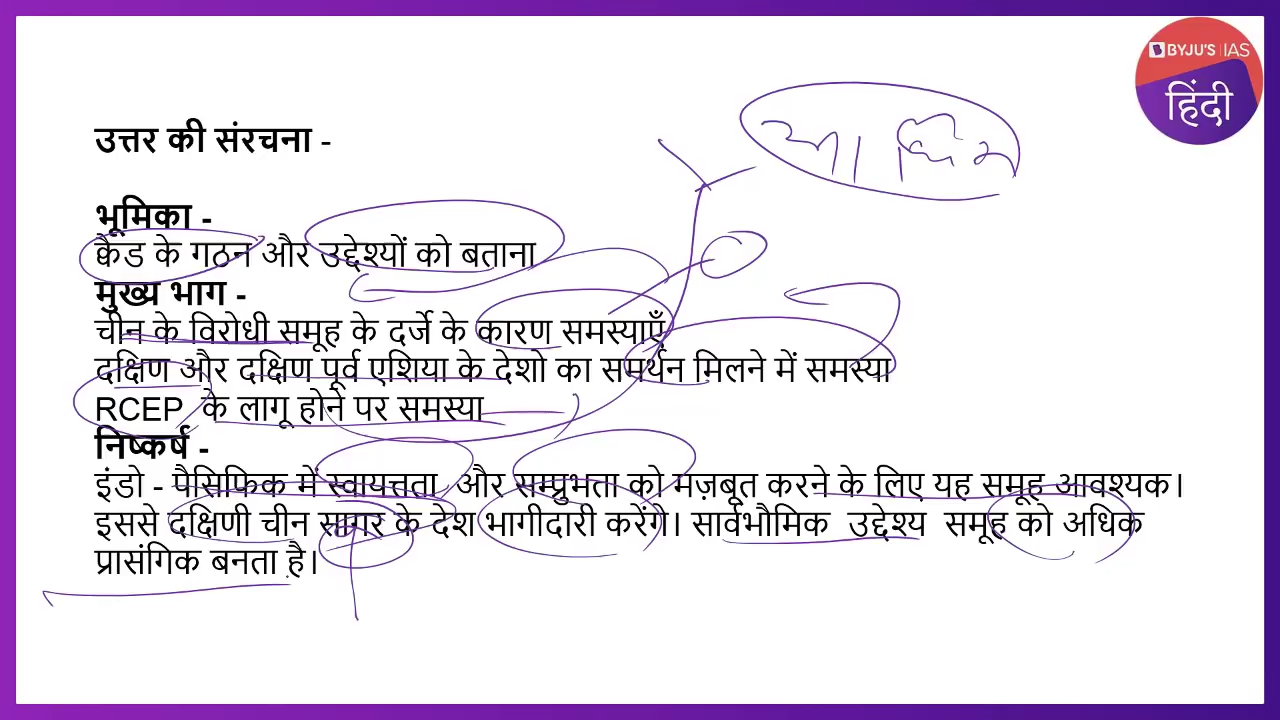 BYJU'S IAS
हिंदी
उत्तर की संरचना -
भूमिका -
क्वैड के गठन और उद्देश्यों को बताना
मुख्य भाग -
चीन के विरोधी समूह के दर्जे के कारण समस्याएँ
दक्षिण और दक्षिण पूर्व एशिया के देशो का समर्थन मिलने में समस्या
RCEP के लागू होने पर समस्या
निष्कर्ष -
इंडो - पैसिफिक में स्वायत्तता और सम्प्रुभता को मज़बूत करने के लिए यह समूह आवश्यक।
इससे दक्षिणी चीन सागर के देश भागीदारी करेंगे। सार्वभौमिक उद्देश्य समूह को अधिक
प्रासंगिक बनता है।